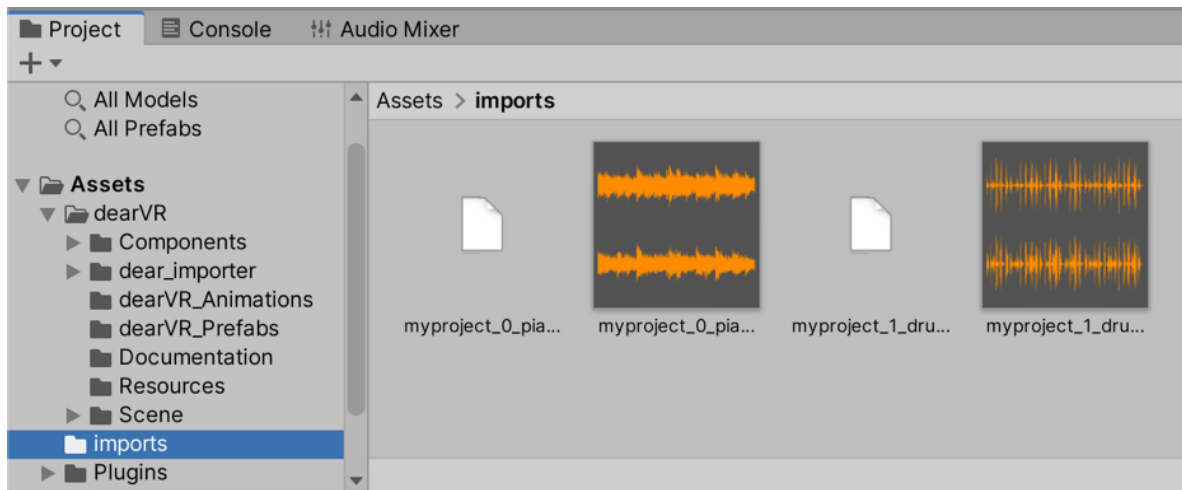 Project Console Audio Mixer
All Models
All Prefabs
Assets
dearVR
Components
dear_importer
dearVR_Animations
dearVR_Prefabs
Documentation
Resources
Scene
imports
Plugins
Assets > imports
myproject_0_pia... myproject_0_pia... myproject_1_dru... myproject_1_dru...